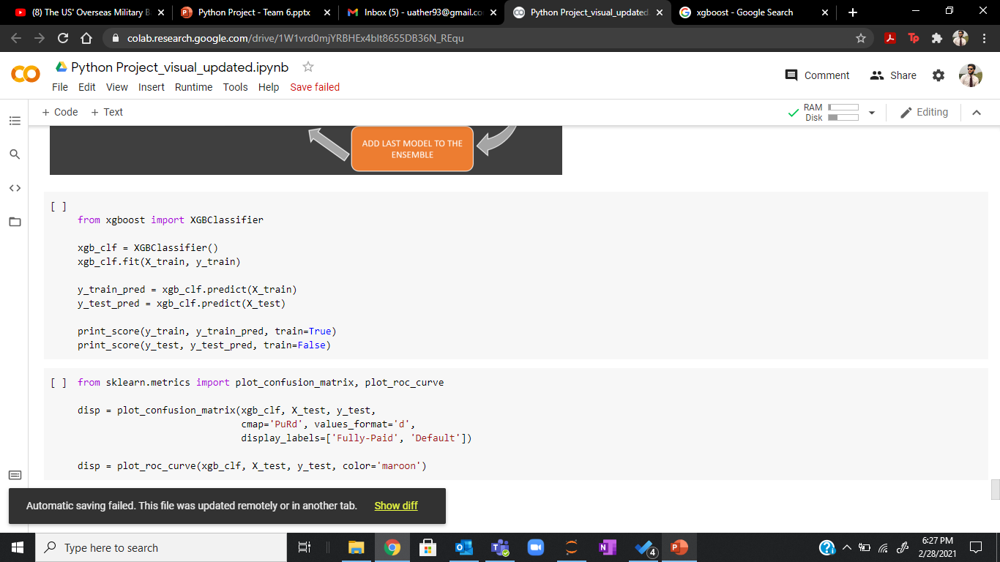 (8) The US' Overseas Military B
Python Project - Team 6.pptx
Inbox (5) - uather93@gmail.co
Python Project_visual_updated.
xgboost - Google Search
colab.research.google.com/drive/1W1vrd0mjYRBHEx4blt8655DB36N_REqu
Python Project_visual_updated.ipynb
Comment
Share
File Edit View Insert Runtime Tools Help Save failed
+ Code + Text
RAM
Disk
Editing
ADD LAST MODEL TO THE
ENSEMBLE
[ ]
from xgboost import XGBClassifier
xgb_clf = XGBClassifier()
xgb_clf.fit(X_train, y_train)
y_train_pred = xgb_clf.predict(X_train)
y_test_pred = xgb_clf.predict(X_test)
print_score(y_train, y_train_pred, train=True)
print_score(y_test, y_test_pred, train=False)
[ ] from sklearn.metrics import plot_confusion_matrix, plot_roc_curve
disp = plot_confusion_matrix(xgb_clf, X_test, y_test,
cmap='PuRd', values_format='d',
display_labels=['Fully-Paid', 'Default'])
disp = plot_roc_curve(xgb_clf, X_test, y_test, color='maroon')
Automatic saving failed. This file was updated remotely or in another tab. Show diff
Type here to search
4
6:27 PM
2/28/2021